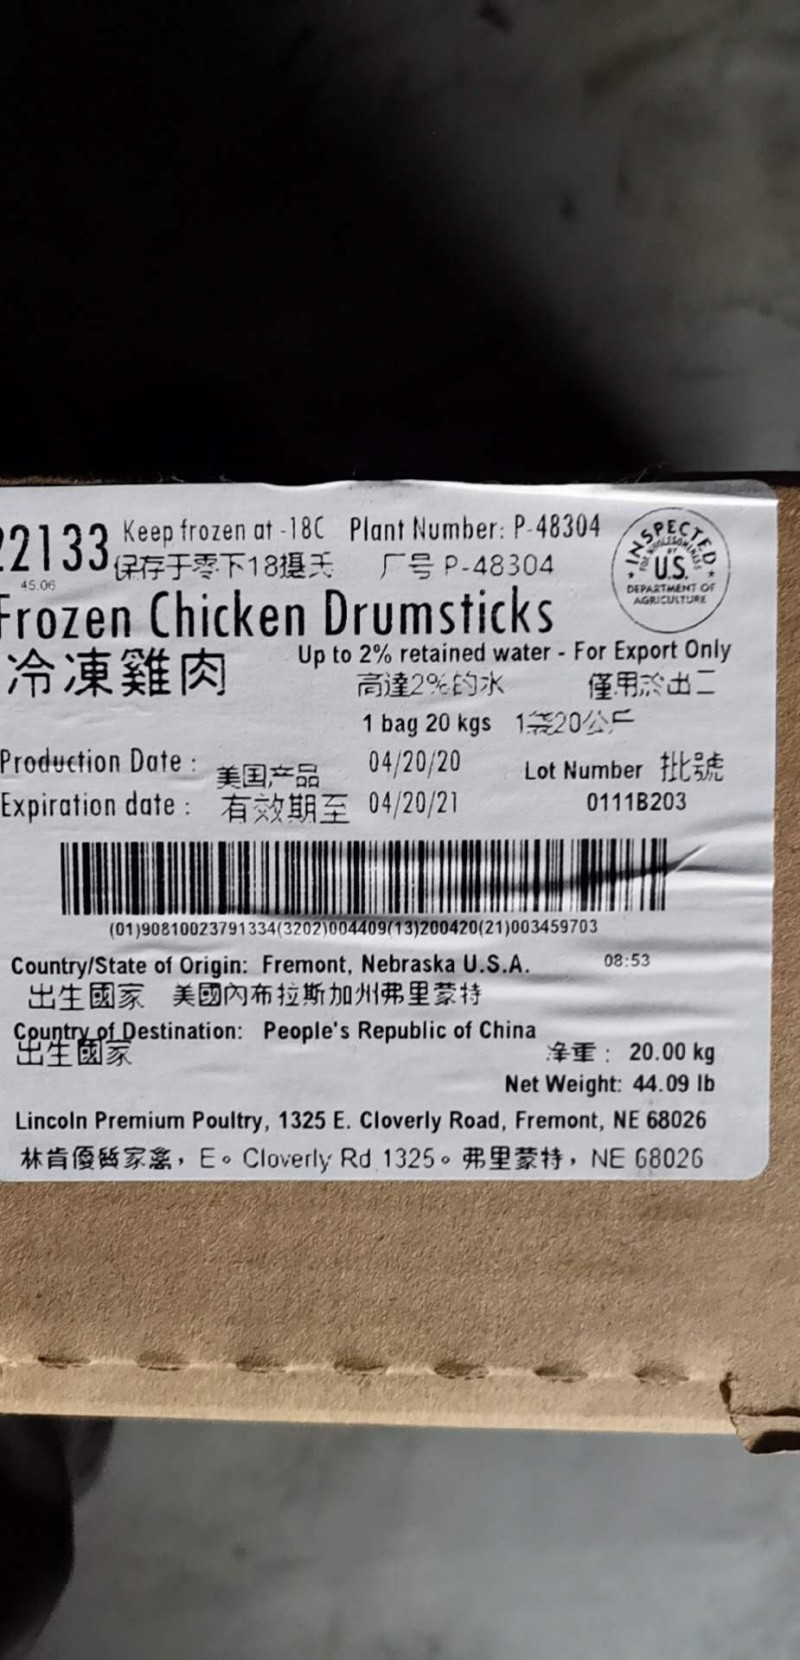 22133 Keep frozen at -18C Plant Number: P-48304
保存于零下18摄氏 厂号 P-48304
45.06
INSPECTED
FOR WHOLESOMENESS
BY
U.S.
DEPARTMENT OF
AGRICULTURE
Frozen Chicken Drumsticks
冷凍雞肉
Up to 2% retained water - For Export Only
高達2%的水 僅用於出二
1 bag 20 kgs 1袋20公斤
Production Date : 美国产品 04/20/20
Lot Number 批號
Expiration date : 有效期至 04/20/21
0111B203
(01)90810023791334(3202)004409(13)200420(21)003459703
Country/State of Origin: Fremont, Nebraska U.S.A. 08:53
出生國家 美國內布拉斯加州弗里蒙特
Country of Destination: People's Republic of China
出生國家
净重： 20.00 kg
Net Weight: 44.09 lb
Lincoln Premium Poultry, 1325 E. Cloverly Road, Fremont, NE 68026
林肯優質家禽，E。Cloverly Rd 1325。弗里蒙特，NE 68026